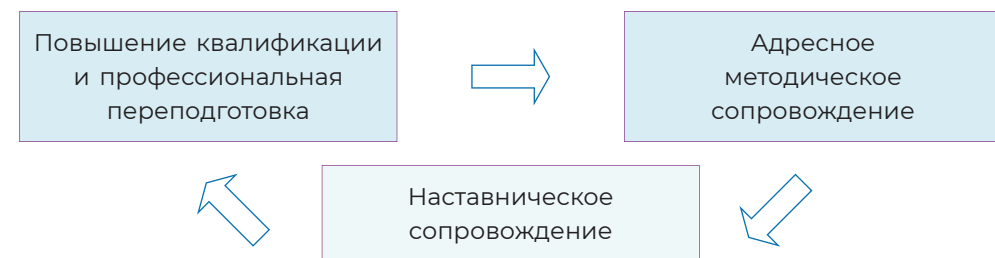 Повышение квалификации
и профессиональная
переподготовка
Адресное
методическое
сопровождение
Наставническое
сопровождение